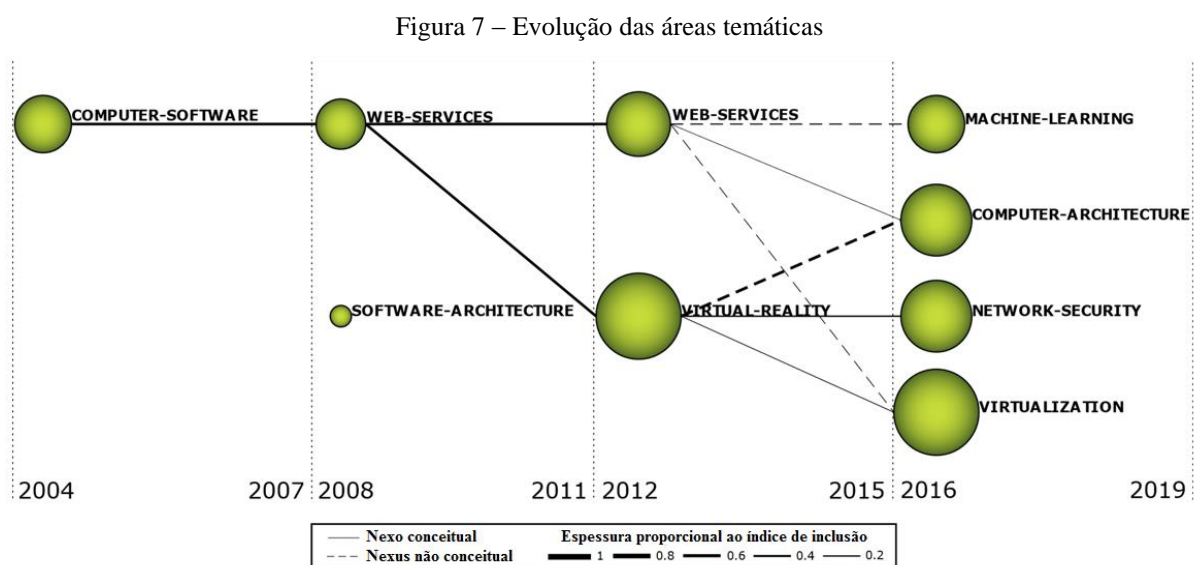 Figura 7 – Evolução das áreas temáticas
COMPUTER-SOFTWARE
WEB-SERVICES
WEB-SERVICES
MACHINE-LEARNING
COMPUTER-ARCHITECTURE
SOFTWARE-ARCHITECTURE
VIRTUAL-REALITY
NETWORK-SECURITY
VIRTUALIZATION
2004 2007 2008 2011 2012 2015 2016 2019
Nexo conceitual Espessura proporcional ao índice de inclusão
Nexus não conceitual 1 0.8 0.6 0.4 0.2